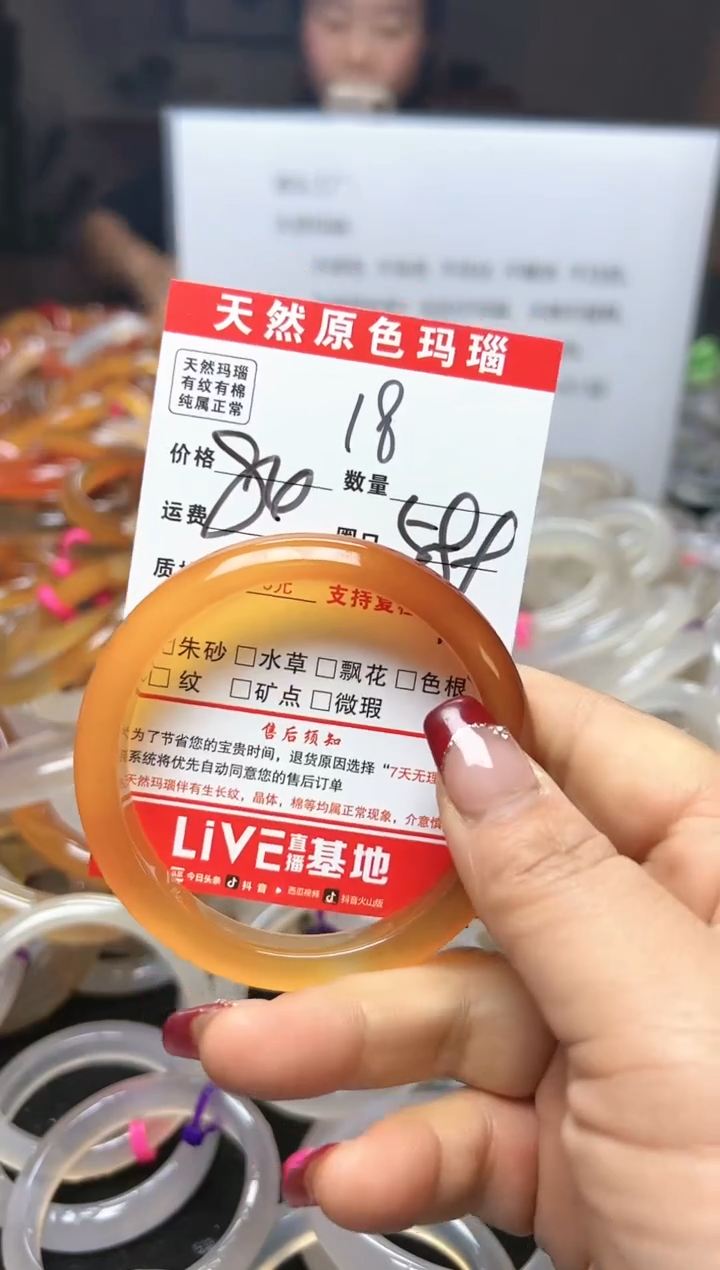 天然原色玛瑙
天然玛瑙
有纹有棉
纯属正常
18
价格
数量
运费
圈口
质
元
支持复
□朱砂 □水草 □飘花 □色根
□纹 □矿点 □微瑕
售后须知
为了节省您的宝贵时间，退货原因选择“7天无理
系统将优先自动同意您的售后订单
天然玛瑙伴有生长纹，晶体，棉等均属正常现象，介意慎
LiVE直播基地
今日头条 抖音 西瓜视频 抖音火山版